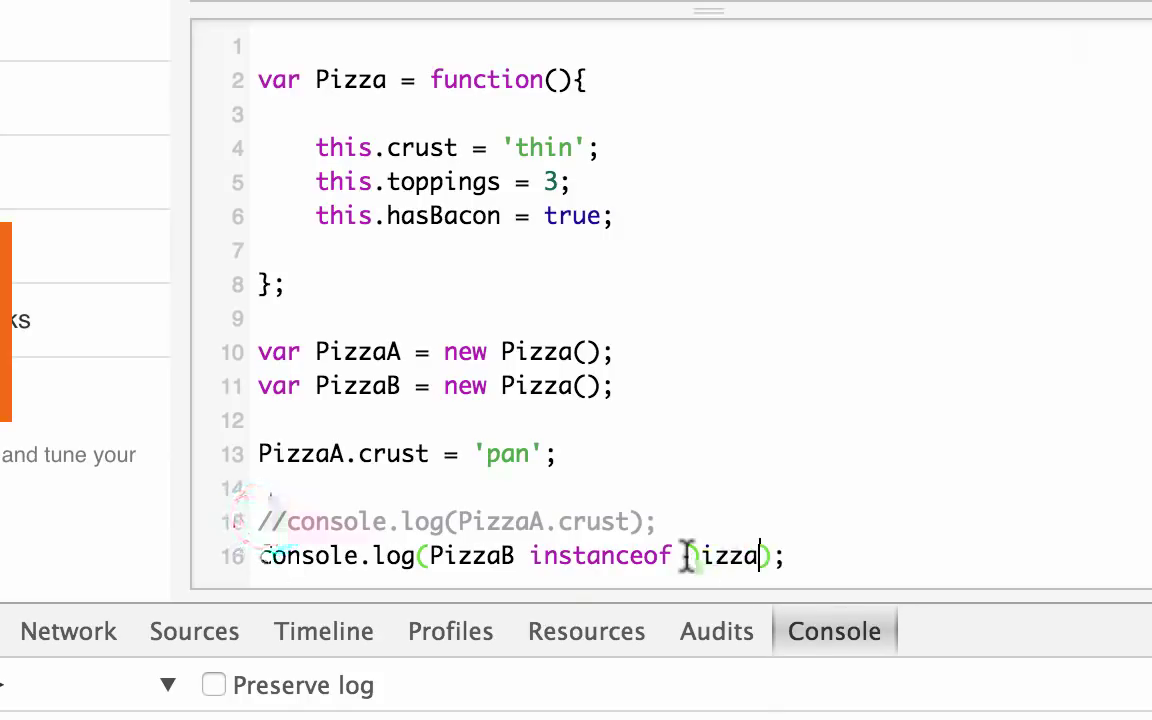 1
2 var Pizza = function(){
3
4 this.crust = 'thin';
5 this.toppings = 3;
6 this.hasBacon = true;
7
8 };
9
10 var PizzaA = new Pizza();
11 var PizzaB = new Pizza();
12
13 PizzaA.crust = 'pan';
14
15 //console.log(PizzaA.crust);
16 console.log(PizzaB instanceof Pizza);
ks
and tune your
Network Sources Timeline Profiles Resources Audits Console
Preserve log